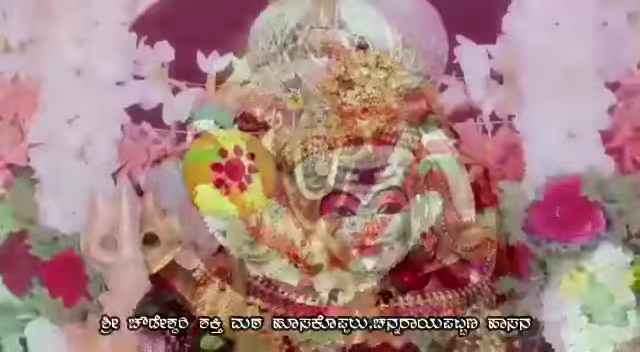 ಶ್ರೀ ಚೌಡೇಶ್ವರಿ ಶಕ್ತಿ ಮಠ ಹೊಸಕೊಪ್ಪಲು.ಚನ್ನರಾಯಪಟ್ಟಣ ಹಾಸನ